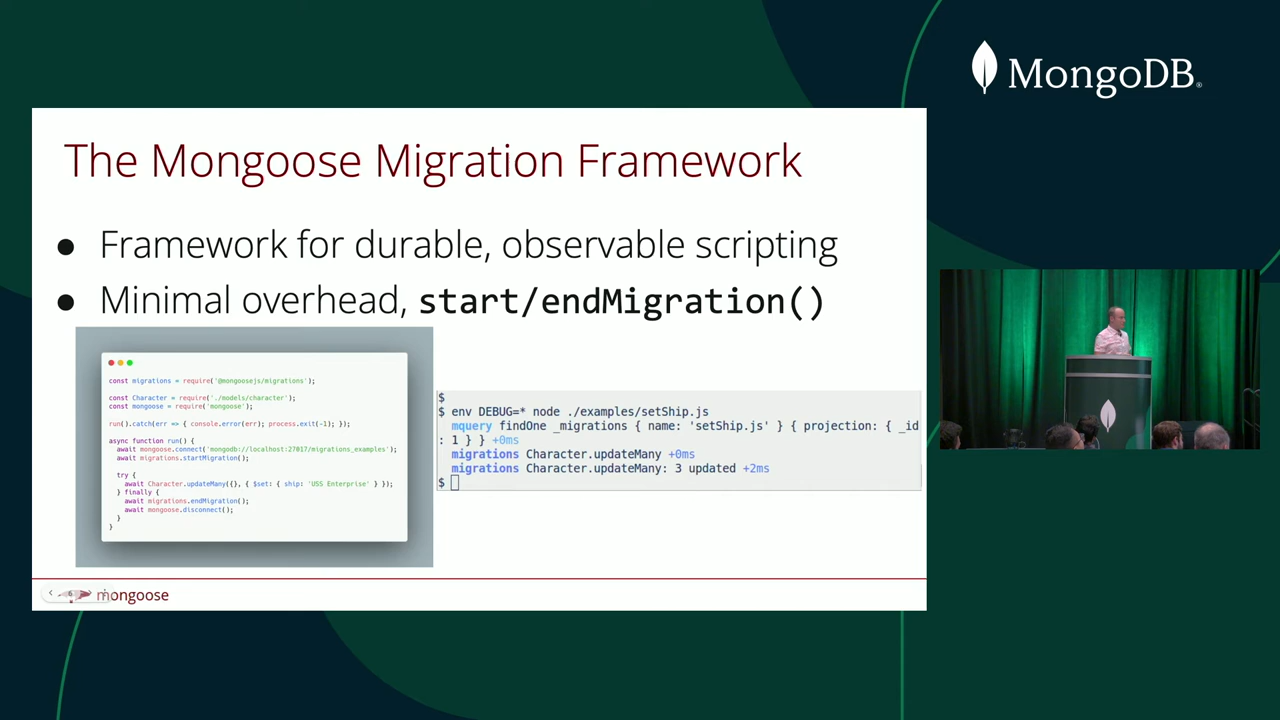 MongoDB®
The Mongoose Migration Framework
● Framework for durable, observable scripting
● Minimal overhead, start/endMigration()
const migrations = require('@mongoosejs/migrations');
const Character = require('./models/character');
const mongoose = require('mongoose');
run().catch(err => { console.error(err); process.exit(-1); });
async function run() {
await mongoose.connect('mongodb://localhost:27017/migrations_examples');
await migrations.startMigration();
try {
await Character.updateMany({}, { $set: { ship: 'USS Enterprise' } });
} finally {
await migrations.endMigration();
await mongoose.disconnect();
}
}
$
$ env DEBUG=* node ./examples/setShip.js
mquery findOne _migrations { name: 'setShip.js' } { projection: { _id
: 1 } } +0ms
migrations Character.updateMany +0ms
migrations Character.updateMany: 3 updated +2ms
$
mongoose